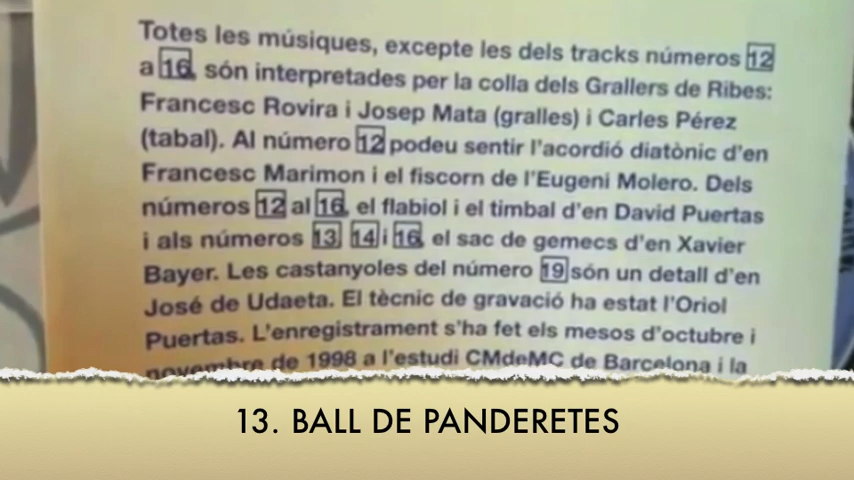 Totes les músiques, excepte les dels tracks números 12
a 16, són interpretades per la colla dels Grallers de Ribes:
Francesc Rovira i Josep Mata (gralles) i Carles Pérez
(tabal). Al número 12 podeu sentir l'acordió diatònic d'en
Francesc Marimon i el fiscorn de l'Eugeni Molero. Dels
números 12 al 16, el flabiol i el timbal d'en David Puertas
i als números 13, 14 i 16, el sac de gemecs d'en Xavier
Bayer. Les castanyoles del número 19 són un detall d'en
José de Udaeta. El tècnic de gravació ha estat l'Oriol
Puertas. L'enregistrament s'ha fet els mesos d'octubre i
novembre de 1998 a l'estudi CMdeMC de Barcelona i la
13. BALL DE PANDERETES